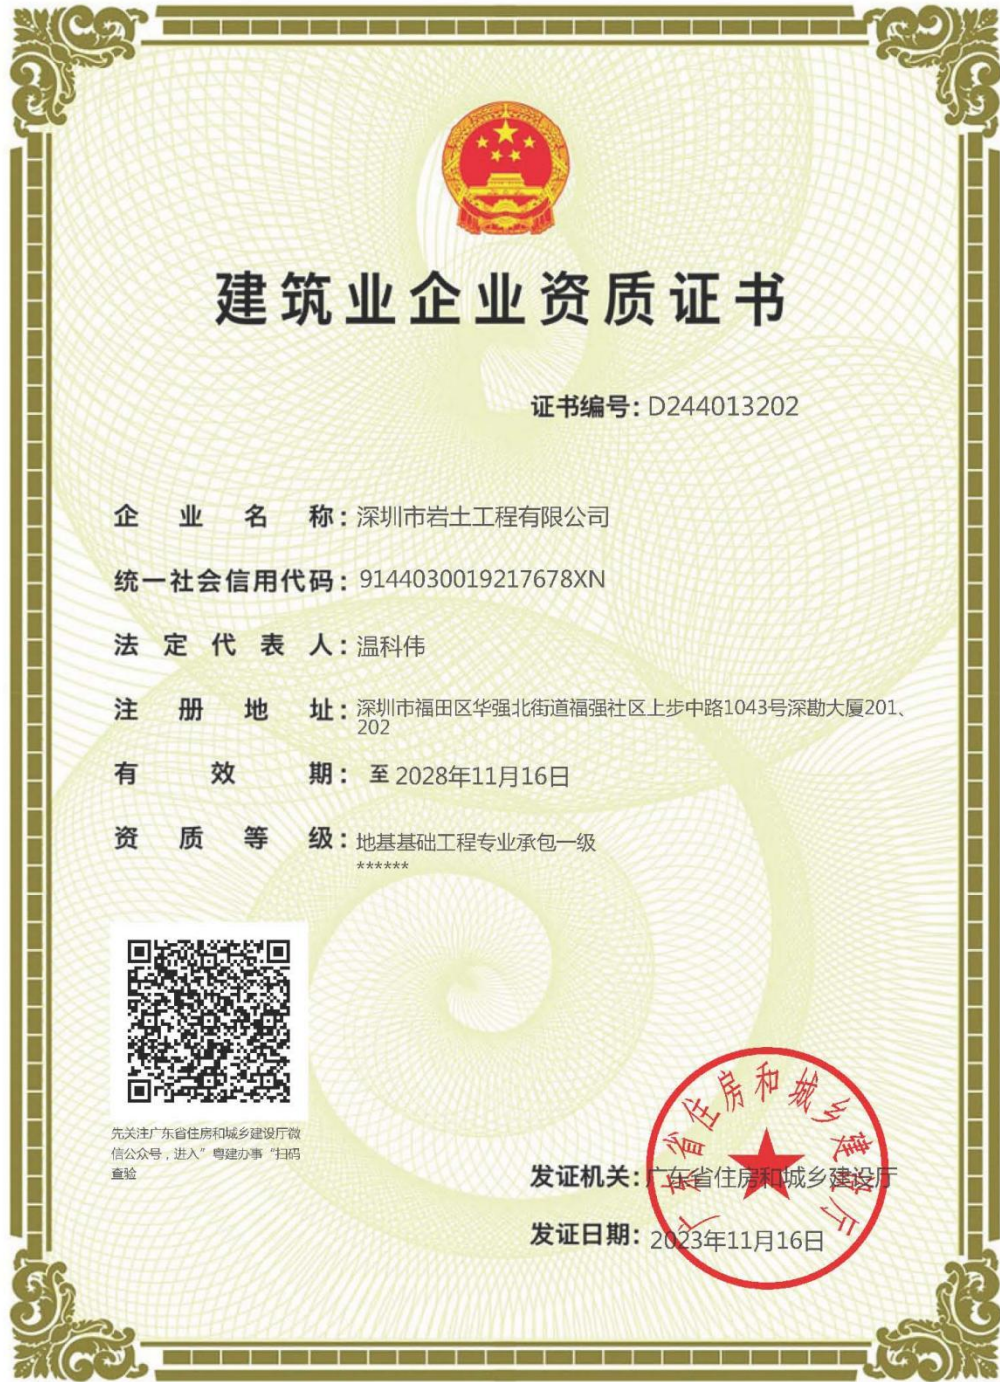 建筑业企业资质证书
证书编号: D244013202
企业名称: 深圳市岩土工程有限公司
统一社会信用代码: 9144030019217678XN
法定代表人: 温科伟
注册地址: 深圳市福田区华强北街道福强社区上步中路1043号深勘大厦201、
202
有效期: 至 2028年11月16日
资质等级: 地基基础工程专业承包一级
******
先关注广东省住房和城乡建设厅微
信公众号，进入”粤建办事“扫码
查验
广东省住房和城乡建设厅
发证机关: 广东省住房和城乡建设厅
发证日期: 2023年11月16日